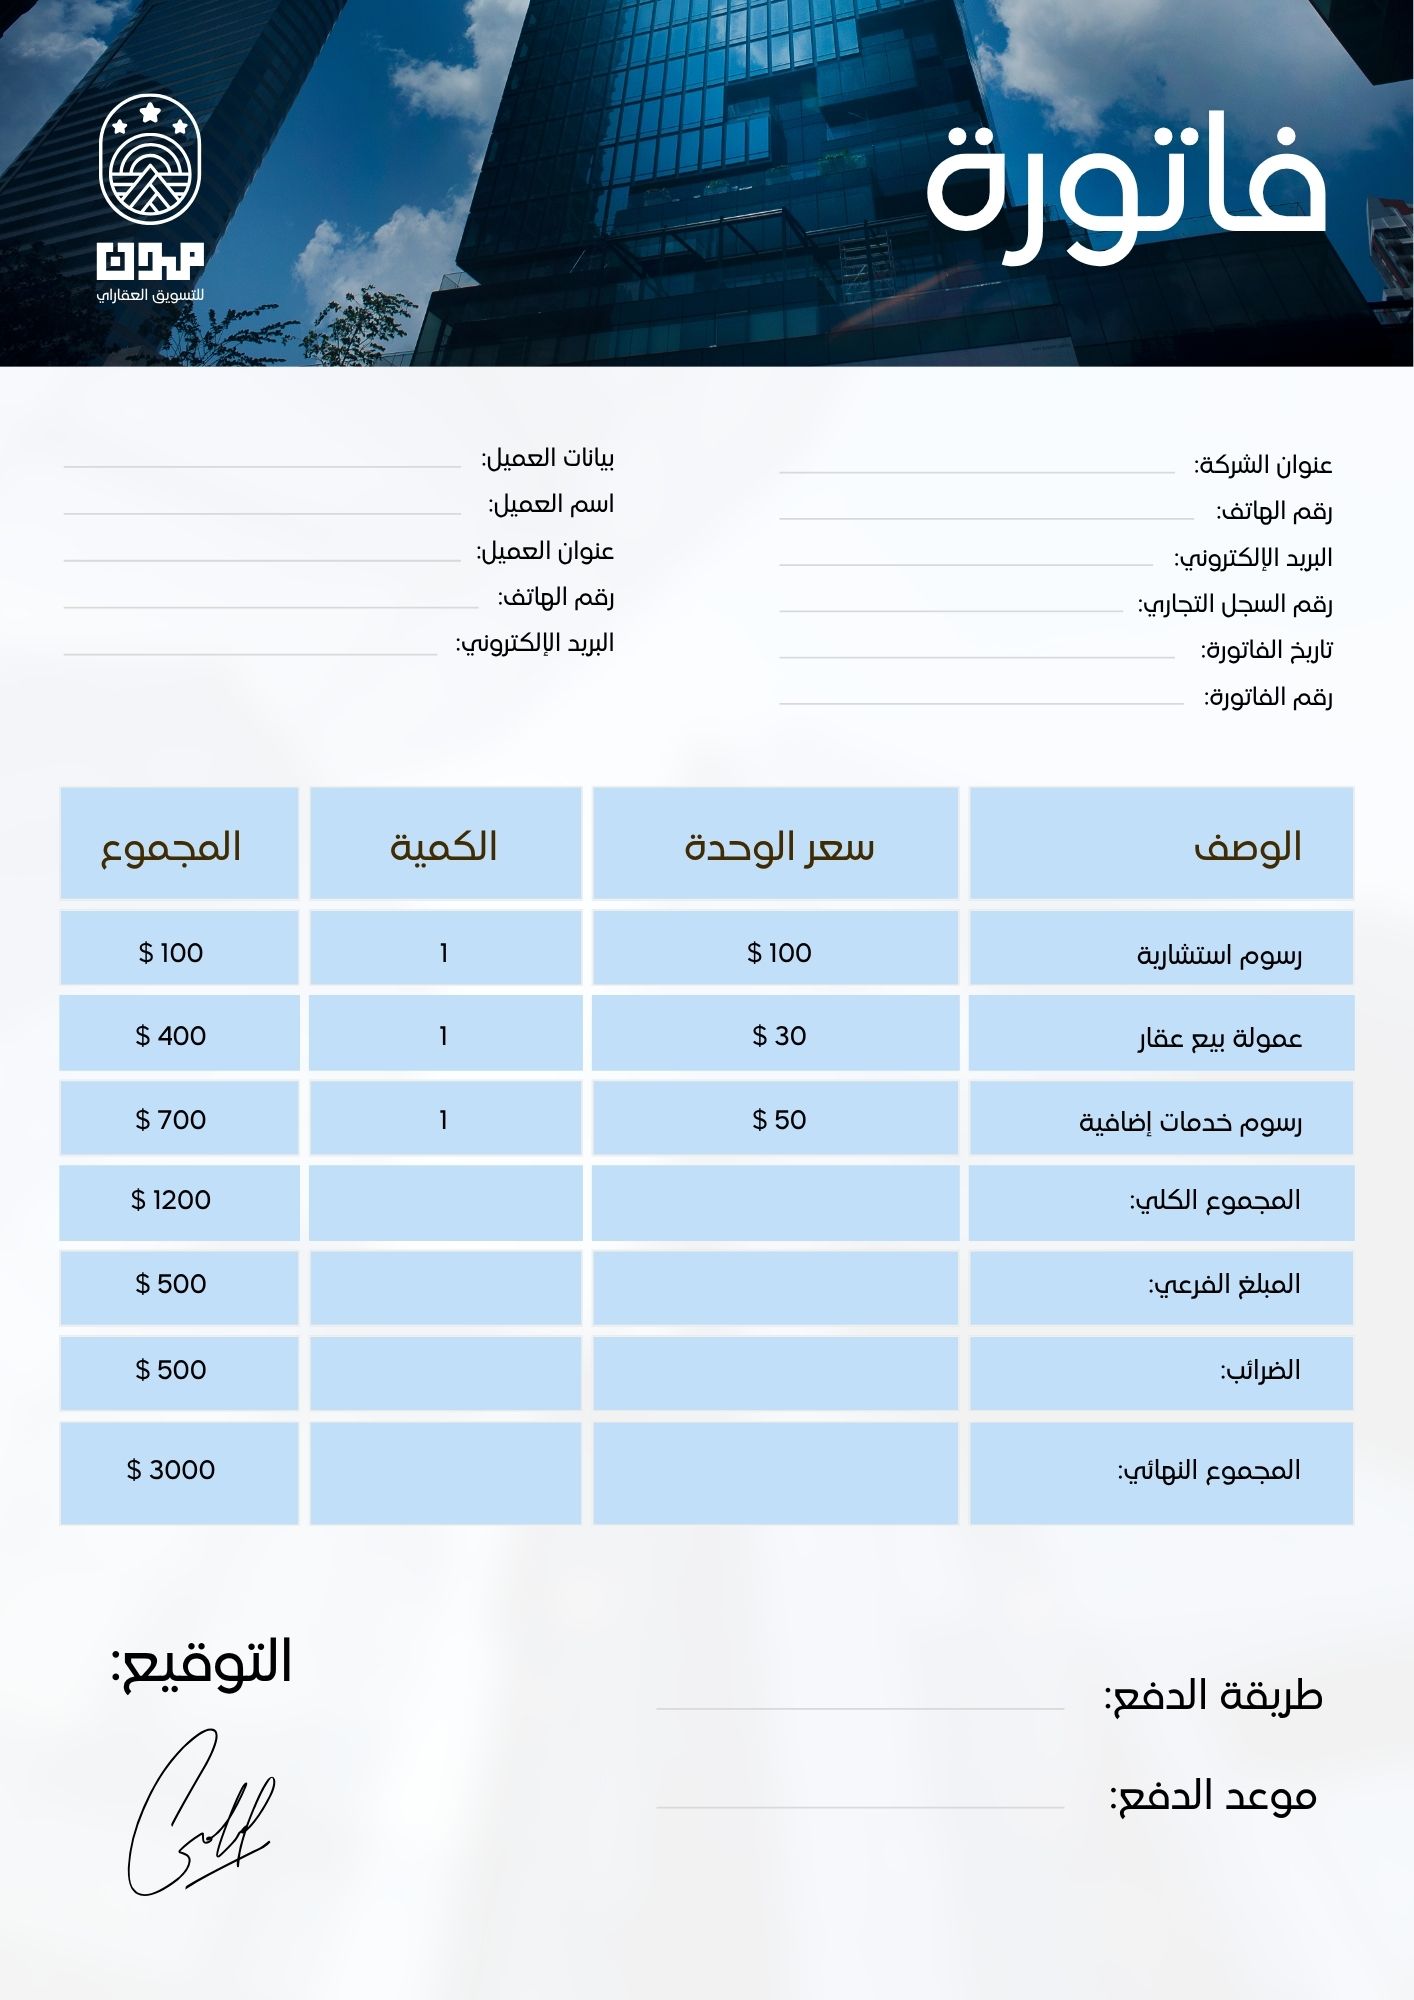 فاتورة
مدن
للتسويق العقاراي
عنوان الشركة:
رقم الهاتف:
البريد الإلكتروني:
رقم السجل التجاري:
تاريخ الفاتورة:
رقم الفاتورة:
بيانات العميل:
اسم العميل:
عنوان العميل:
رقم الهاتف:
البريد الإلكتروني:
الوصف سعر الوحدة الكمية المجموع
رسوم استشارية 100 $ 1 100 $
عمولة بيع عقار 30 $ 1 400 $
رسوم خدمات إضافية 50 $ 1 700 $
المجموع الكلي: 1200 $
المبلغ الفرعي: 500 $
الضرائب: 500 $
المجموع النهائي: 3000 $
طريقة الدفع:
موعد الدفع:
التوقيع: